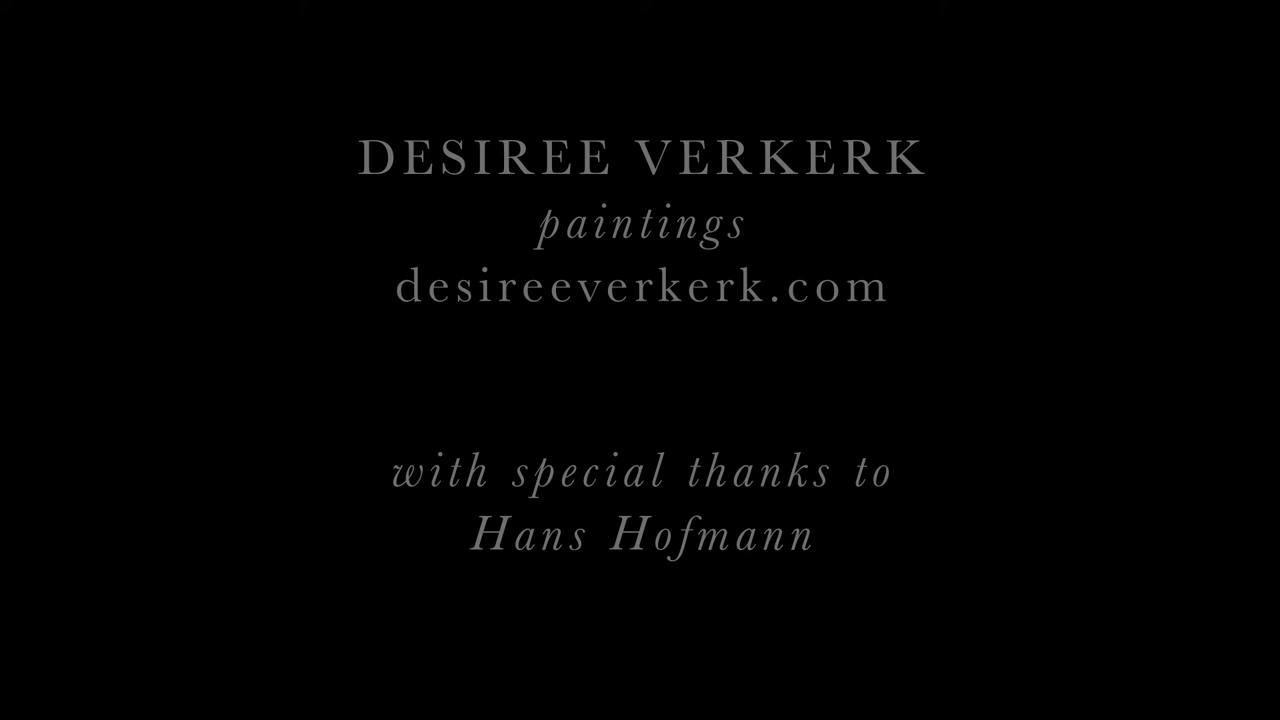 DESIREE VERKERK
paintings
desireeverkerk.com
with special thanks to
Hans Hofmann